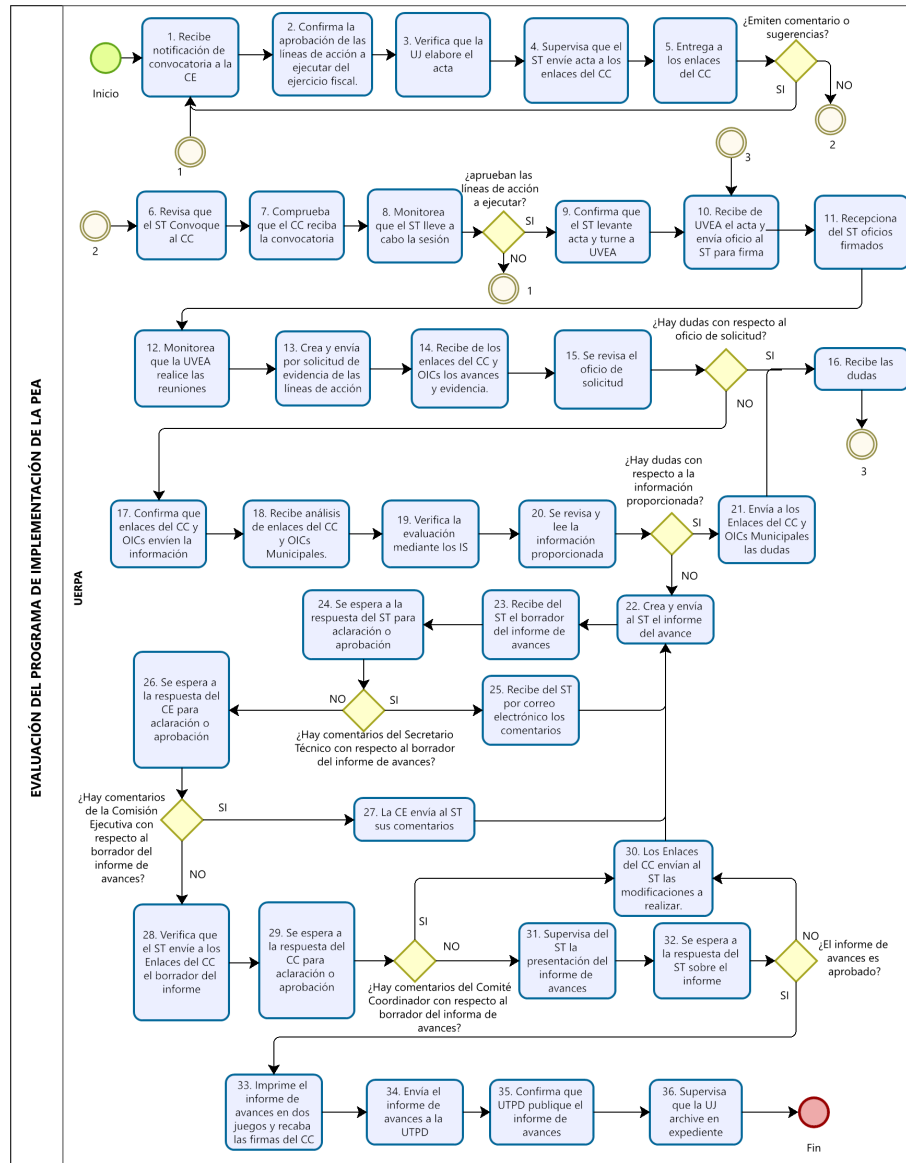 EVALUACIÓN DEL PROGRAMA DE IMPLEMENTACIÓN DE LA PEA
UERPA
Inicio
1. Recibe
notificación de
convocatoria a la
CE
2. Confirma la
aprobación de las
líneas de acción a
ejecutar del
ejercicio fiscal.
3. Verifica que
la UJ elabore el
acta
4. Supervisa que el
ST envíe acta a los
enlaces del CC
5. Entrega a
los enlaces
del CC
¿Emiten comentario o
sugerencias?
SI
NO
1
2
3
2
6. Revisa que
el ST Convoque
al CC
7. Comprueba
que el CC reciba
la convocatoria
8. Monitorea
que el ST lleve a
cabo la sesión
¿aprueban las
líneas de acción
a ejecutar?
SI
NO
1
9. Confirma que
el ST levante
acta y turne a
UVEA
10. Recibe de
UVEA el acta y
envía oficio al
ST para firma
11. Recepciona
del ST oficios
firmados
12. Monitorea
que la UVEA
realice las
reuniones
13. Crea y envía
por solicitud de
evidencia de las
líneas de acción
14. Recibe de los
enlaces del CC y
OICs los avances y
evidencia.
15. Se revisa el
oficio de
solicitud
¿Hay dudas con respecto al
oficio de solicitud?
SI
NO
16. Recibe las
dudas
3
17. Confirma que
enlaces del CC y
OICs envíen la
información
18. Recibe análisis
de enlaces del CC
y OICs
Municipales.
19. Verifica la
evaluación
mediante los IS
20. Se revisa y
lee la
información
proporcionada
¿Hay dudas con
respecto a la
información
proporcionada?
SI
NO
21. Envía a los
Enlaces del CC y
OICs Municipales
las dudas
22. Crea y envía
al ST el informe
del avance
23. Recibe del
ST el borrador
del informe de
avances
24. Se espera a la
respuesta del ST para
aclaración o
aprobación
NO
SI
¿Hay comentarios del Secretario
Técnico con respecto al borrador
del informe de avances?
25. Recibe del ST
por correo
electrónico los
comentarios
26. Se espera a
la respuesta del
CE para
aclaración o
aprobación
¿Hay comentarios
de la Comisión
Ejecutiva con
respecto al
borrador del
informe de
avances?
SI
NO
27. La CE envía al ST
sus comentarios
28. Verifica que
el ST envíe a los
Enlaces del CC
el borrador del
informe
29. Se espera a
la respuesta del
CC para
aclaración o
aprobación
SI
NO
¿Hay comentarios del Comité
Coordinador con respecto al
borrador del informa de
avances?
30. Los Enlaces
del CC envían al
ST las
modificaciones a
realizar.
31. Supervisa del
ST la
presentación del
informe de
avances
32. Se espera a
la respuesta del
ST sobre el
informe
NO
SI
¿El informe de
avances es
aprobado?
33. Imprime el
informe de
avances en dos
juegos y recaba
las firmas del CC
34. Envía el
informe de
avances a la
UTPD
35. Confirma que
UTPD publique el
informe de
avances
36. Supervisa
que la UJ
archive en
expediente
Fin